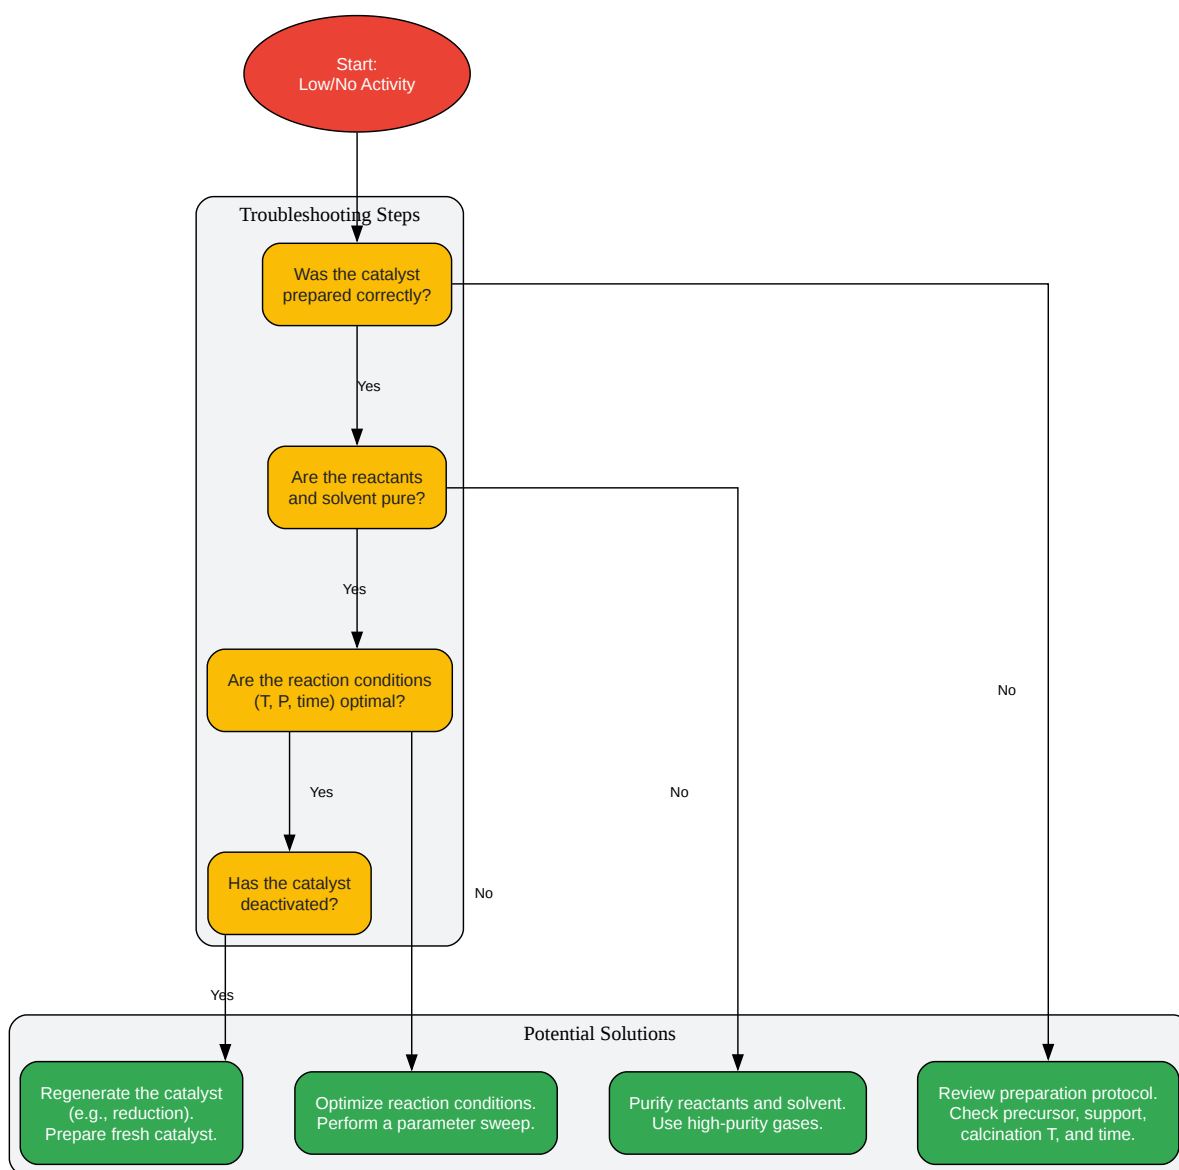 Start:
Low/No Activity
Troubleshooting Steps
Was the catalyst
prepared correctly?
Yes
Are the reactants
and solvent pure?
Yes
Are the reaction conditions
(T, P, time) optimal?
No
Yes
No
Has the catalyst
deactivated?
No
Yes
Potential Solutions
Regenerate the catalyst
(e.g., reduction).
Prepare fresh catalyst.
Optimize reaction conditions.
Perform a parameter sweep.
Purify reactants and solvent.
Use high-purity gases.
Review preparation protocol.
Check precursor, support,
calcination T, and time.